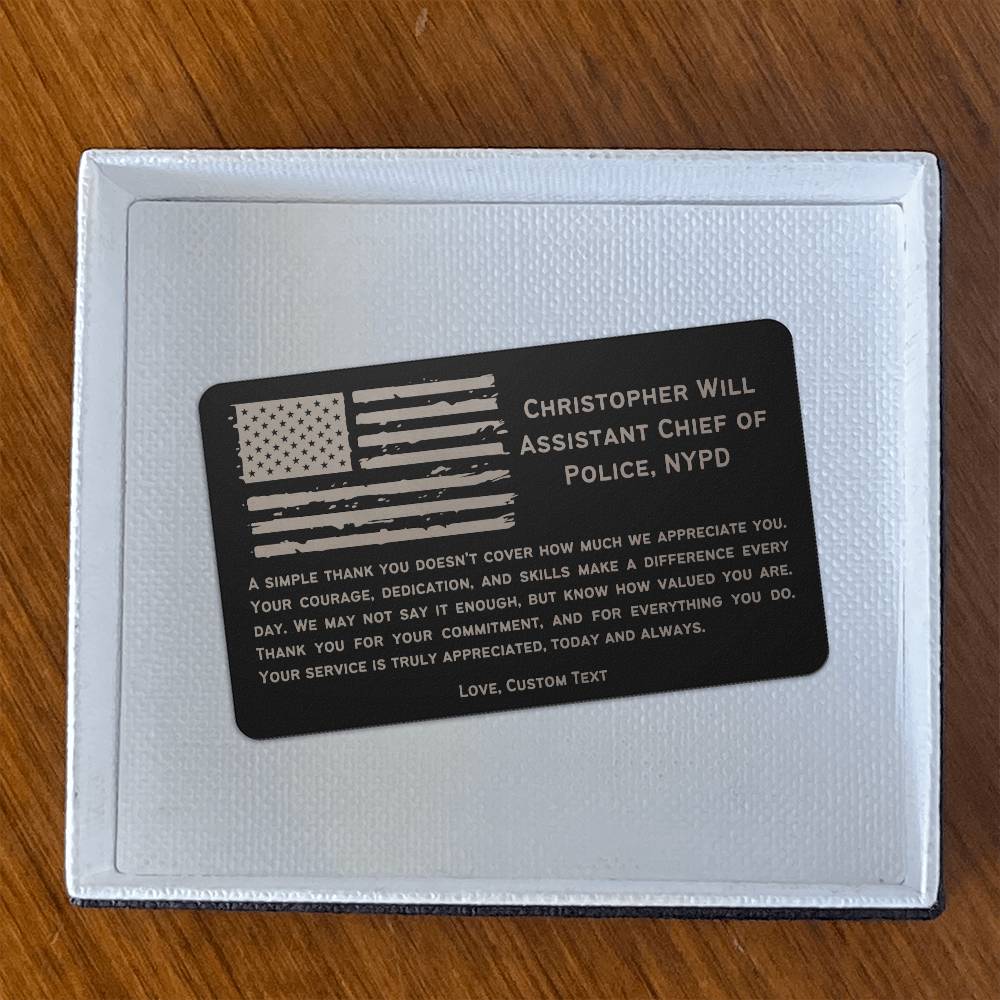 Christopher Will
Assistant Chief of
Police, NYPD
A simple thank you doesn't cover how much we appreciate you.
Your courage, dedication, and skills make a difference every
day. We may not say it enough, but know how valued you are.
Thank you for your commitment, and for everything you do.
Your service is truly appreciated, today and always.
Love, Custom Text